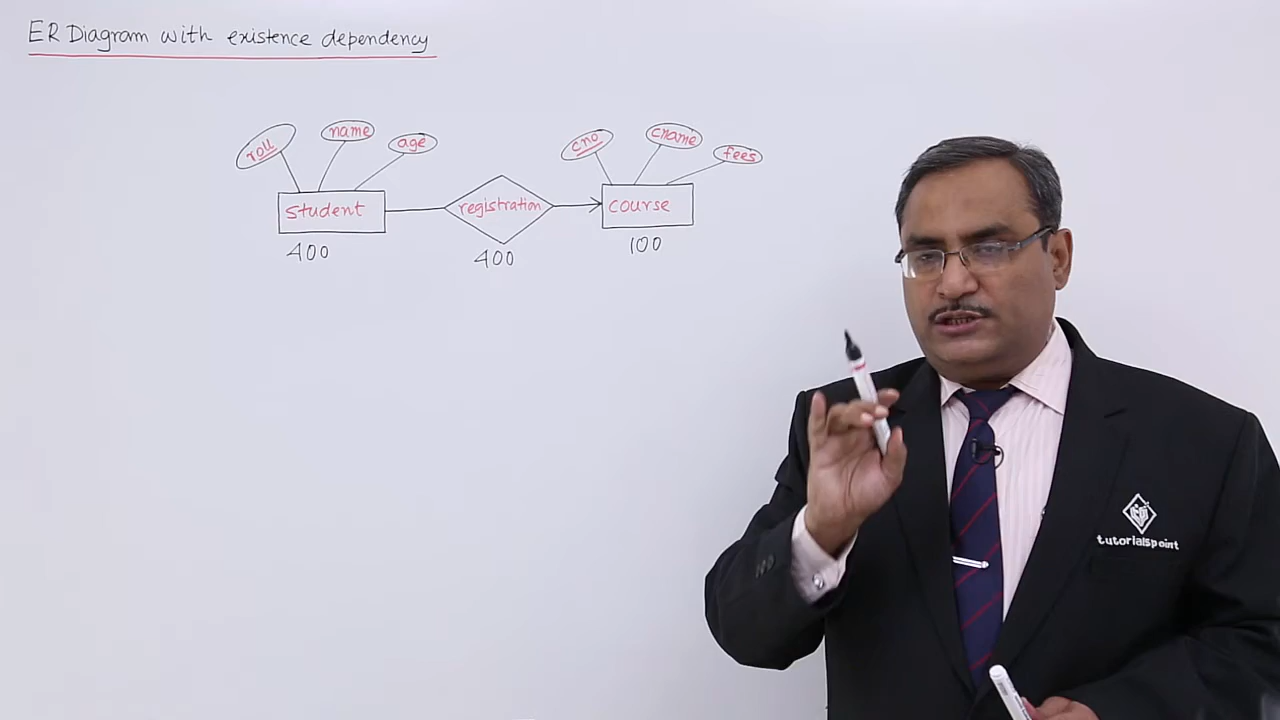 ER Diagram with existence dependency
roll name age cno cname fees
student registration course
400 400 100
tutorialspoint